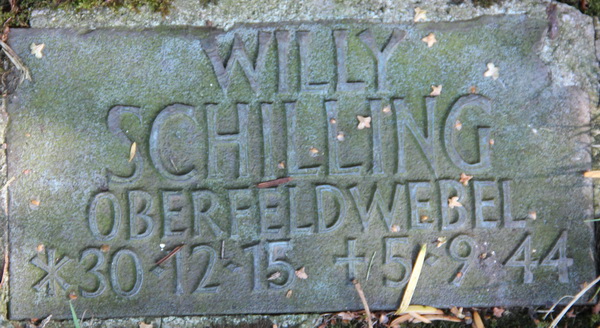 WILLY
SCHILLING
OBERFELDWEBEL
*30·12·15 +5·9·44